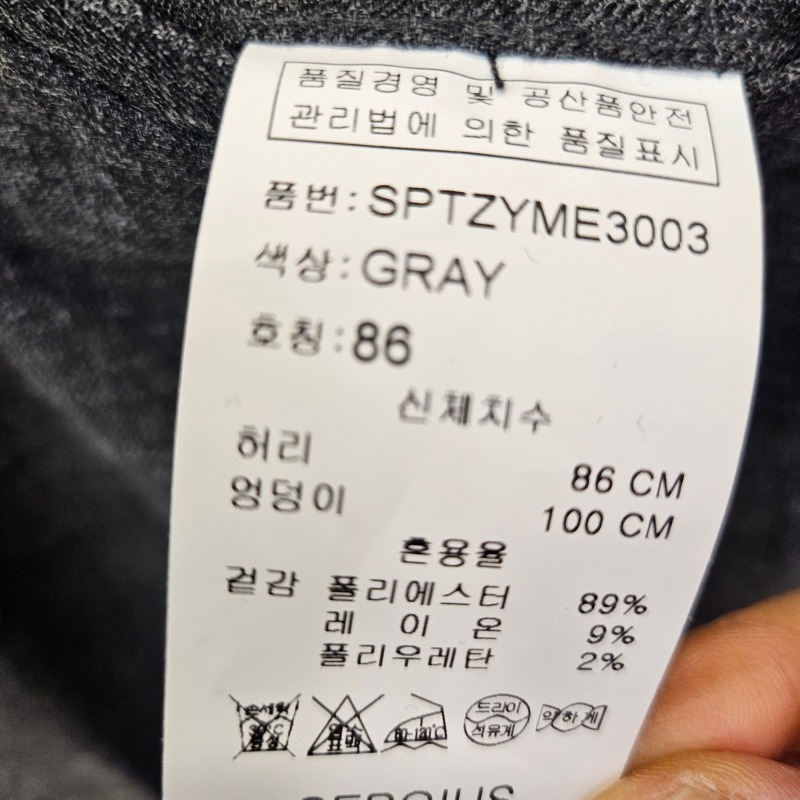 품질경영 및 공산품안전
관리법에 의한 품질표시
품번:SPTZYME3003
색상:GRAY
호칭:86
신체치수
허리 86 CM
엉덩이 100 CM
혼용율
겉감 폴리에스터 89%
레 이 온 9%
폴리우레탄 2%
드라이
석유계
약하게